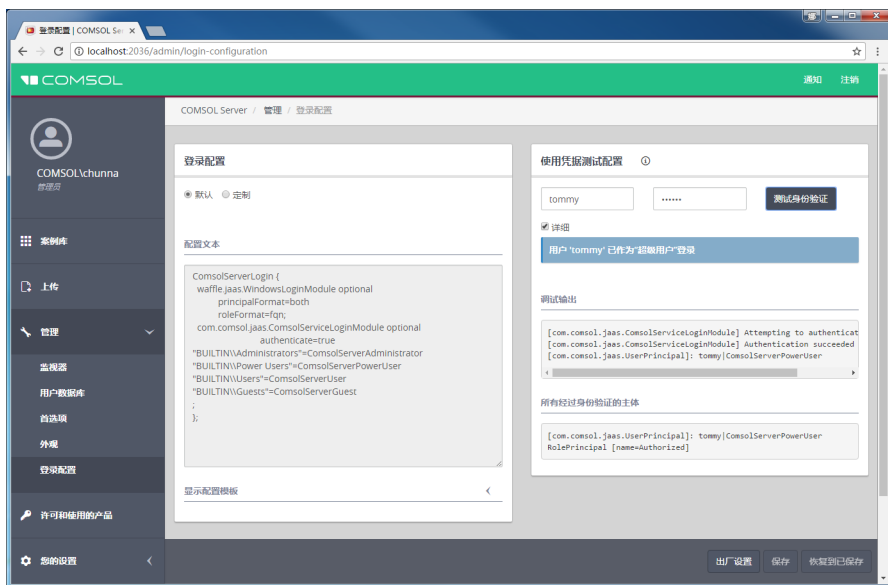 登录配置 | COMSOL Se
localhost:2036/admin/login-configuration
COMSOL
通知 注销
COMSOL Server / 管理 / 登录配置
COMSOL\chunna
管理员
案例库
上传
管理
监视器
用户数据库
首选项
外观
登录配置
许可和使用的产品
您的设置
登录配置
默认 定制
配置文本
ComsolServerLogin {
waffle.jaas.WindowsLoginModule optional
principalFormat=both
roleFormat=fqn;
com.comsol.jaas.ComsolServiceLoginModule optional
authenticate=true
"BUILTIN\\Administrators"=ComsolServerAdministrator
"BUILTIN\\Power Users"=ComsolServerPowerUser
"BUILTIN\\Users"=ComsolServerUser
"BUILTIN\\Guests"=ComsolServerGuest
;
};
显示配置模板
使用凭据测试配置
tommy •••••• 测试身份验证
详细
用户 'tommy' 已作为"超级用户"登录
调试输出
[com.comsol.jaas.ComsolServiceLoginModule] Attempting to authenticat
[com.comsol.jaas.ComsolServiceLoginModule] Authentication succeeded
[com.comsol.jaas.UserPrincipal]: tommy|ComsolServerPowerUser
所有经过身份验证的主体
[com.comsol.jaas.UserPrincipal]: tommy|ComsolServerPowerUser
RolePrincipal [name=Authorized]
出厂设置 保存 恢复到已保存